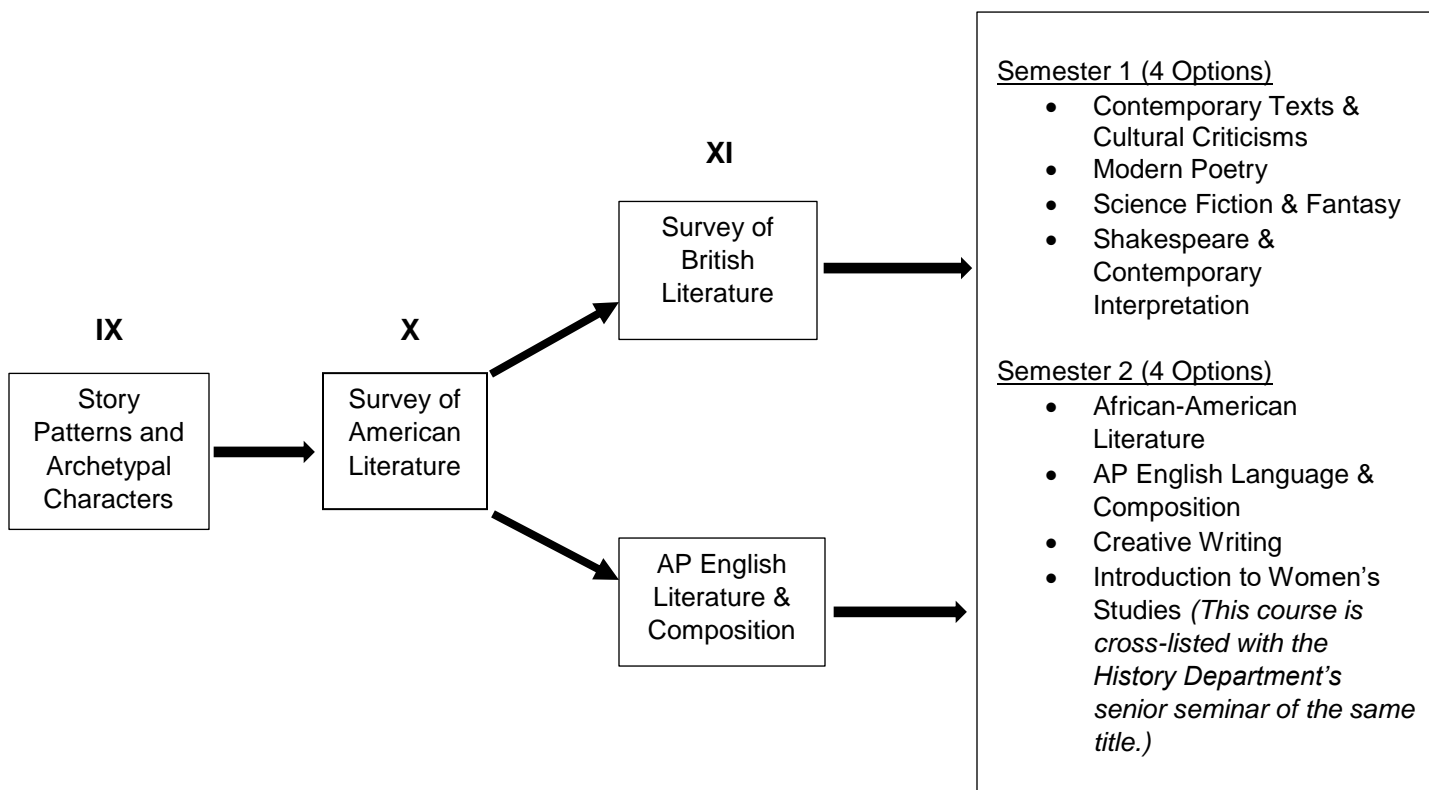 IX
Story
Patterns and
Archetypal
Characters
X
Survey of
American
Literature
XI
Survey of
British
Literature
AP English
Literature &
Composition
Semester 1 (4 Options)
• Contemporary Texts &
Cultural Criticisms
• Modern Poetry
• Science Fiction & Fantasy
• Shakespeare &
Contemporary
Interpretation
Semester 2 (4 Options)
• African-American
Literature
• AP English Language &
Composition
• Creative Writing
• Introduction to Women’s
Studies (This course is
cross-listed with the
History Department’s
senior seminar of the same
title.)